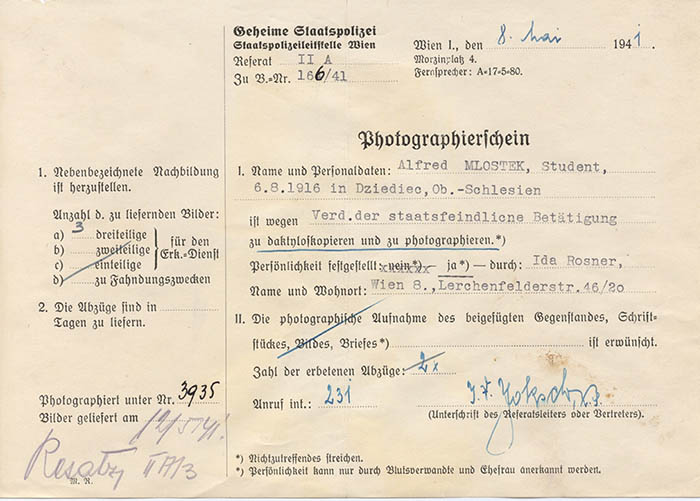 Geheime Staatspolizei
Staatspolizeileitstelle Wien
Referat II A
Zu B.=Nr. 166/41
Wien I., den 8. Mai 1941.
Morzinplatz 4.
Fernsprecher: A=17=5=80.
Photographierschein
1. Nebenbezeichnete Nachbildung
ist herzustellen.
Anzahl d. zu liefernden Bilder:
a) 3 dreiteilige
b) zweiteilige
c) einteilige
für den
Erk.=Dienst
d) zu Fahndungszwecken
2. Die Abzüge sind in
Tagen zu liefern.
Photographiert unter Nr. 3935
Bilder geliefert am 12/5 41.
II A/3
M. R.
I. Name und Personaldaten: Alfred MLOSTEK, Student,
6.8.1916 in Dziediec, Ob.-Schlesien
ist wegen Verd.der staatsfeindlicne Betätigung
zu daktyloskopieren und zu photographieren.*)
Persönlichkeit festgestellt: nein*) ja*) — durch: Ida Rosner,
Name und Wohnort: Wien 8., Lerchenfelderstr.46/2o
II. Die photographische Aufnahme des beigefügten Gegenstandes, Schrift=
stückes, Bildes, Briefes*) ist erwünscht.
Zahl der erbetenen Abzüge: 2x
Anruf int.: 231
J.V.
(Unterschrift des Referatsleiters oder Vertreters).
*) Nichtzutreffendes streichen.
*) Persönlichkeit kann nur durch Blutsverwandte und Ehefrau anerkannt werden.